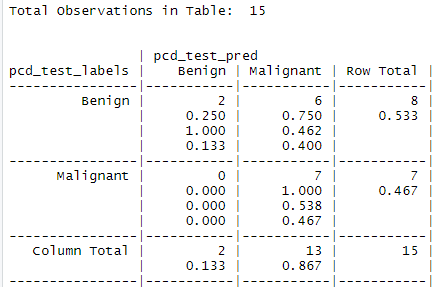 Total Observations in Table:  15
                | pcd_test_pred
pcd_test_labels |    Benign | Malignant | Row Total |
----------------|-----------|-----------|-----------|
         Benign |         2 |         6 |         8 |
                |     0.250 |     0.750 |     0.533 |
                |     1.000 |     0.462 |           |
                |     0.133 |     0.400 |           |
----------------|-----------|-----------|-----------|
      Malignant |         0 |         7 |         7 |
                |     0.000 |     1.000 |     0.467 |
                |     0.000 |     0.538 |           |
                |     0.000 |     0.467 |           |
----------------|-----------|-----------|-----------|
   Column Total |         2 |        13 |        15 |
                |     0.133 |     0.867 |           |
----------------|-----------|-----------|-----------|